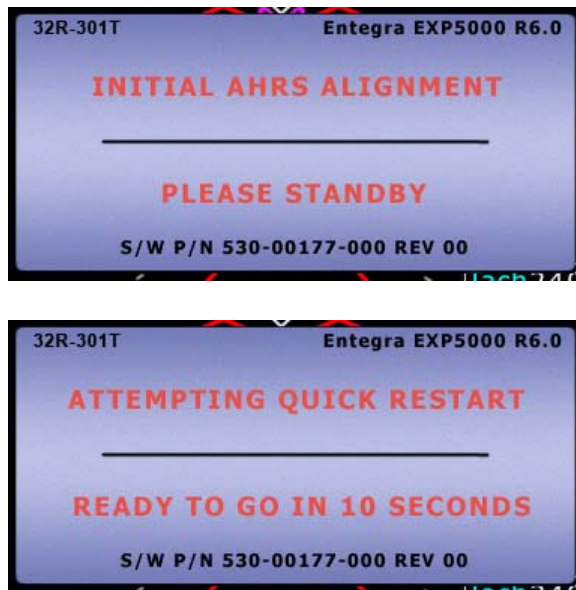 32R-301T Entegra EXP5000 R6.0
INITIAL AHRS ALIGNMENT
PLEASE STANDBY
S/W P/N 530-00177-000 REV 00
32R-301T Entegra EXP5000 R6.0
ATTEMPTING QUICK RESTART
READY TO GO IN 10 SECONDS
S/W P/N 530-00177-000 REV 00